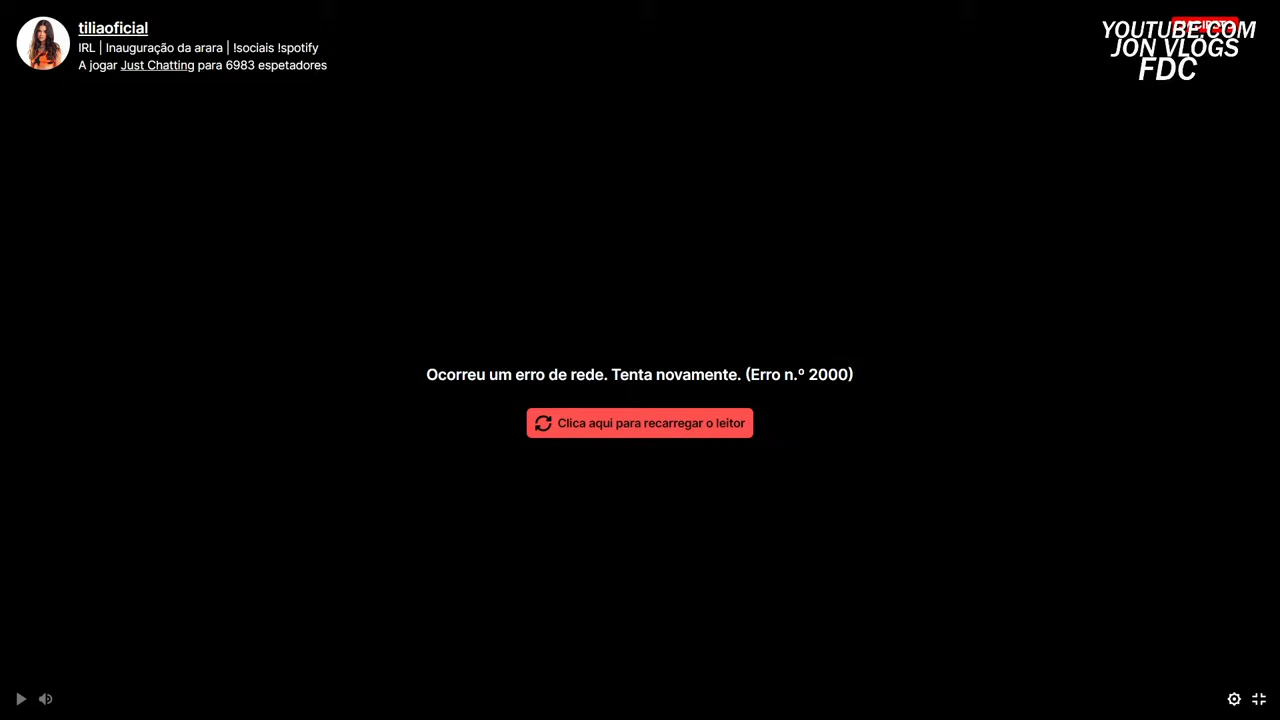 tiliaoficial
IRL | Inauguração da arara | !sociais !spotify
A jogar Just Chatting para 6983 espetadores
YOUTUBE.COM
JON VLOGS
FDC
Ocorreu um erro de rede. Tenta novamente. (Erro n.º 2000)
Clica aqui para recarregar o leitor